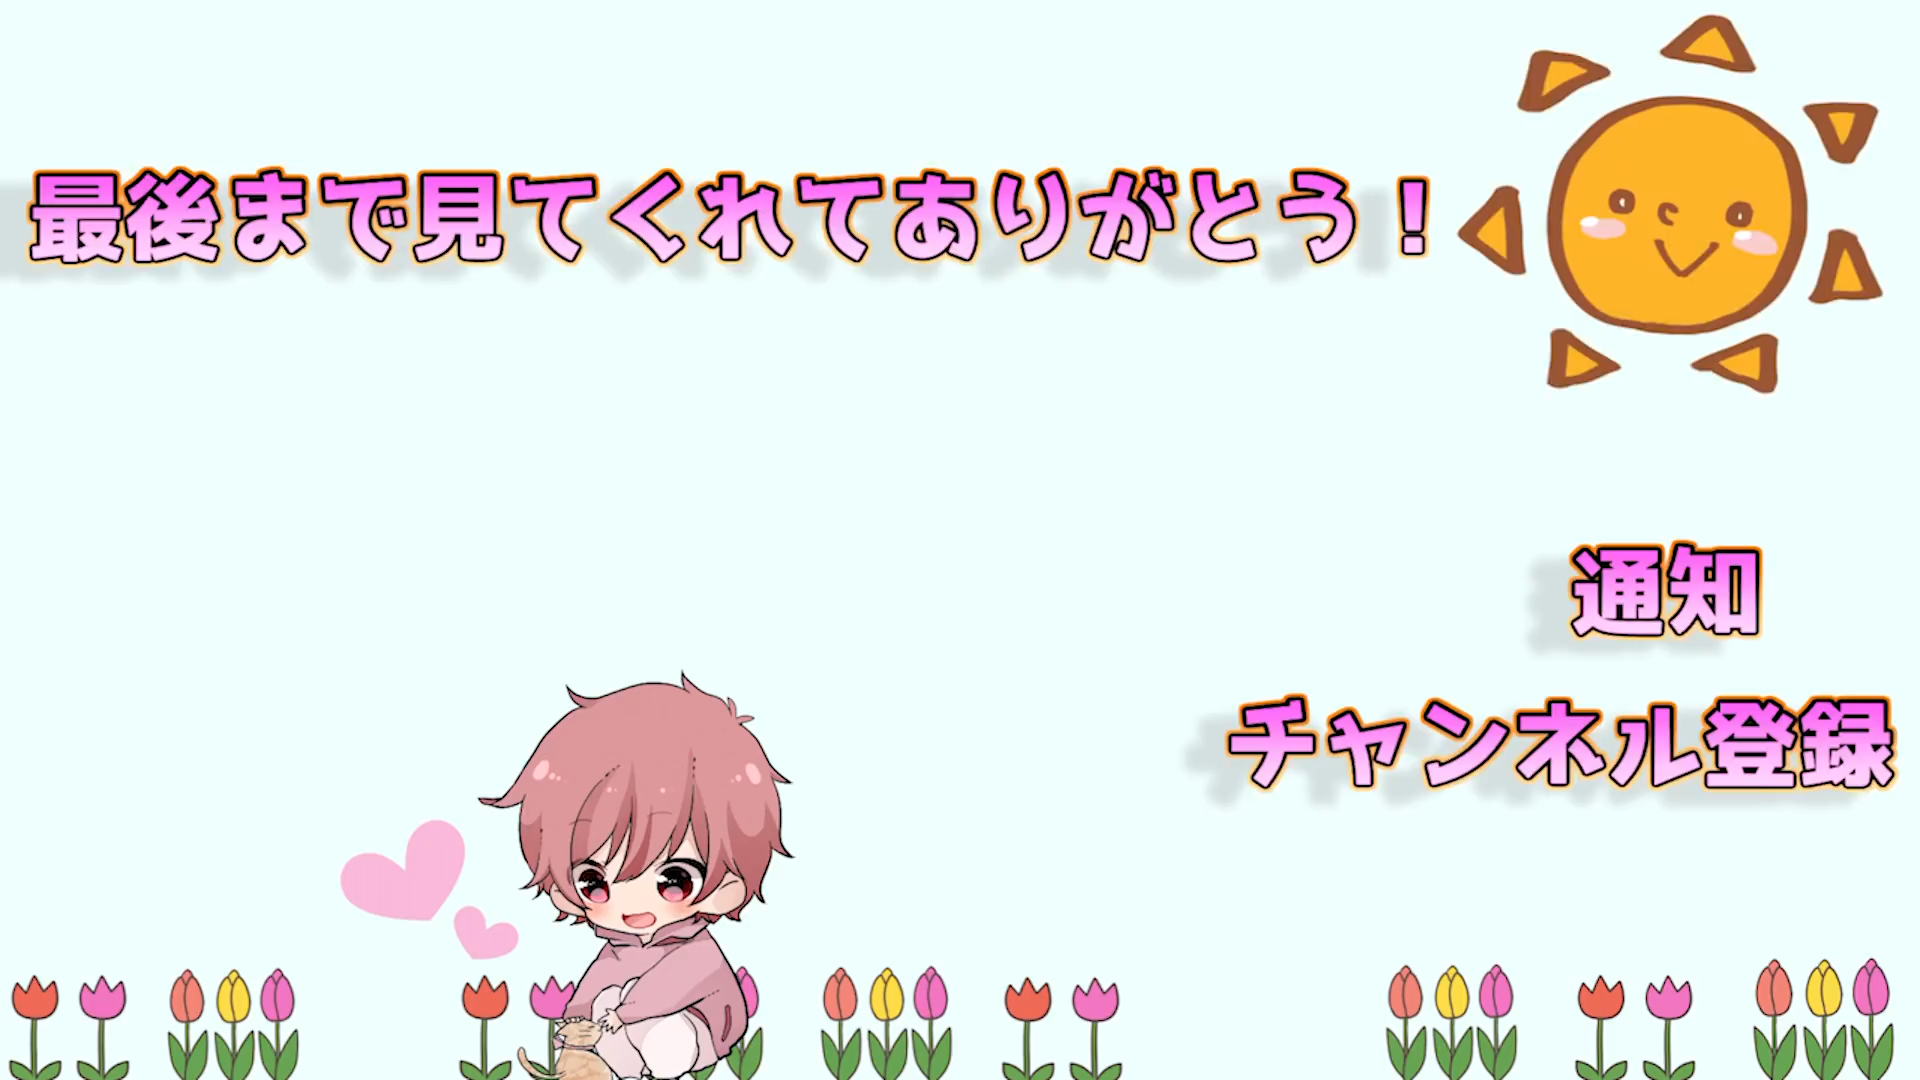 最後まで見てくれてありがとう！
通知
チャンネル登録